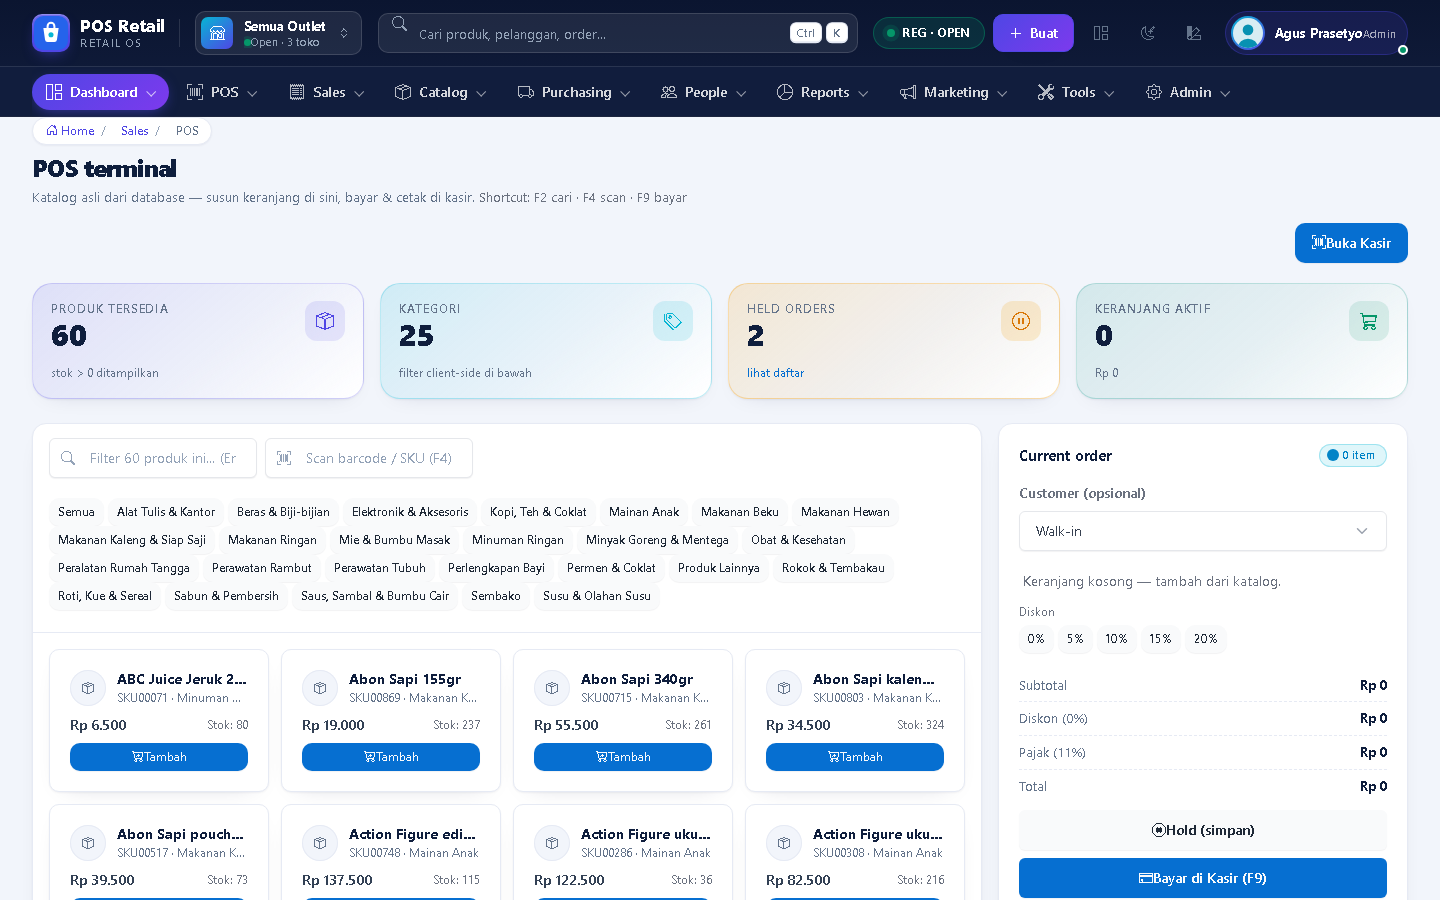 POS Retail
RETAIL OS
Semua Outlet
Open · 3 toko
Cari produk, pelanggan, order...
Ctrl K
REG · OPEN
Buat
Agus Prasetyo Admin
Dashboard
POS
Sales
Catalog
Purchasing
People
Reports
Marketing
Tools
Admin
Home / Sales / POS
POS terminal
Katalog asli dari database — susun keranjang di sini, bayar & cetak di kasir. Shortcut: F2 cari · F4 scan · F9 bayar
Buka Kasir
PRODUK TERSEDIA
60
stok > 0 ditampilkan
KATEGORI
25
filter client-side di bawah
HELD ORDERS
2
lihat daftar
KERANJANG AKTIF
0
Rp 0
Filter 60 produk ini... (Er
Scan barcode / SKU (F4)
Semua Alat Tulis & Kantor Beras & Biji-bijian Elektronik & Aksesoris Kopi, Teh & Coklat Mainan Anak Makanan Beku Makanan Hewan
Makanan Kaleng & Siap Saji Makanan Ringan Mie & Bumbu Masak Minuman Ringan Minyak Goreng & Mentega Obat & Kesehatan
Peralatan Rumah Tangga Perawatan Rambut Perawatan Tubuh Perlengkapan Bayi Permen & Coklat Produk Lainnya Rokok & Tembakau
Roti, Kue & Sereal Sabun & Pembersih Saus, Sambal & Bumbu Cair Sembako Susu & Olahan Susu
ABC Juice Jeruk 2...
SKU00071 · Minuman ...
Rp 6.500 Stok: 80
Tambah
Abon Sapi 155gr
SKU00869 · Makanan K...
Rp 19.000 Stok: 237
Tambah
Abon Sapi 340gr
SKU00715 · Makanan K...
Rp 55.500 Stok: 261
Tambah
Abon Sapi kalen...
SKU00803 · Makanan K...
Rp 34.500 Stok: 324
Tambah
Abon Sapi pouch...
SKU00517 · Makanan K...
Rp 39.500 Stok: 73
Action Figure edi...
SKU00748 · Mainan Anak
Rp 137.500 Stok: 115
Action Figure uku...
SKU00286 · Mainan Anak
Rp 122.500 Stok: 36
Action Figure uku...
SKU00308 · Mainan Anak
Rp 82.500 Stok: 216
Current order
0 item
Customer (opsional)
Walk-in
Keranjang kosong — tambah dari katalog.
Diskon
0% 5% 10% 15% 20%
Subtotal Rp 0
Diskon (0%) Rp 0
Pajak (11%) Rp 0
Total Rp 0
Hold (simpan)
Bayar di Kasir (F9)